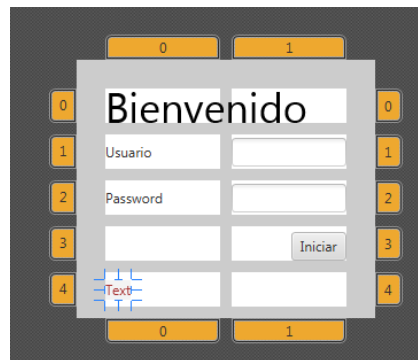 0 1
0 Bienvenido 0
1 Usuario 1
2 Password 2
3 Iniciar 3
4 Text 4
0 1